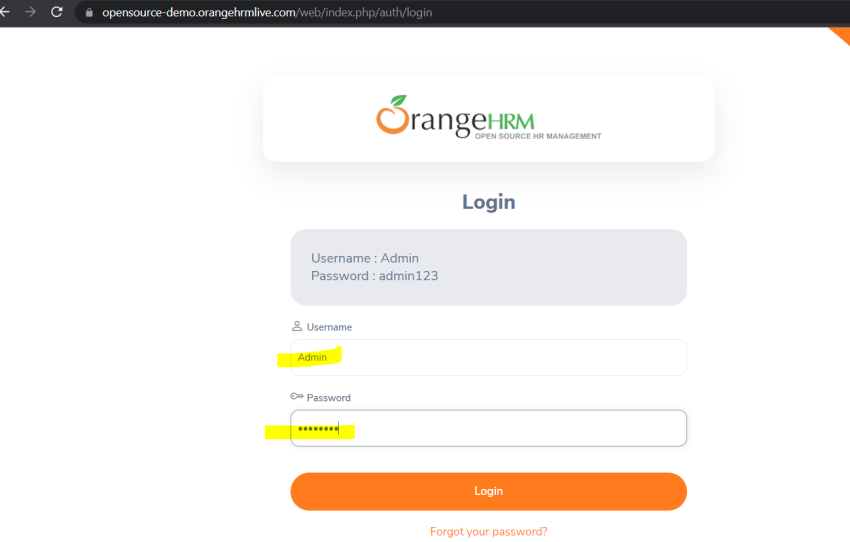 opensource-demo.orangehrmlive.com/web/index.php/auth/login
OrangeHRM
OPEN SOURCE HR MANAGEMENT
Login
Username : Admin
Password : admin123
Username
Admin
Password
••••••••
Login
Forgot your password?